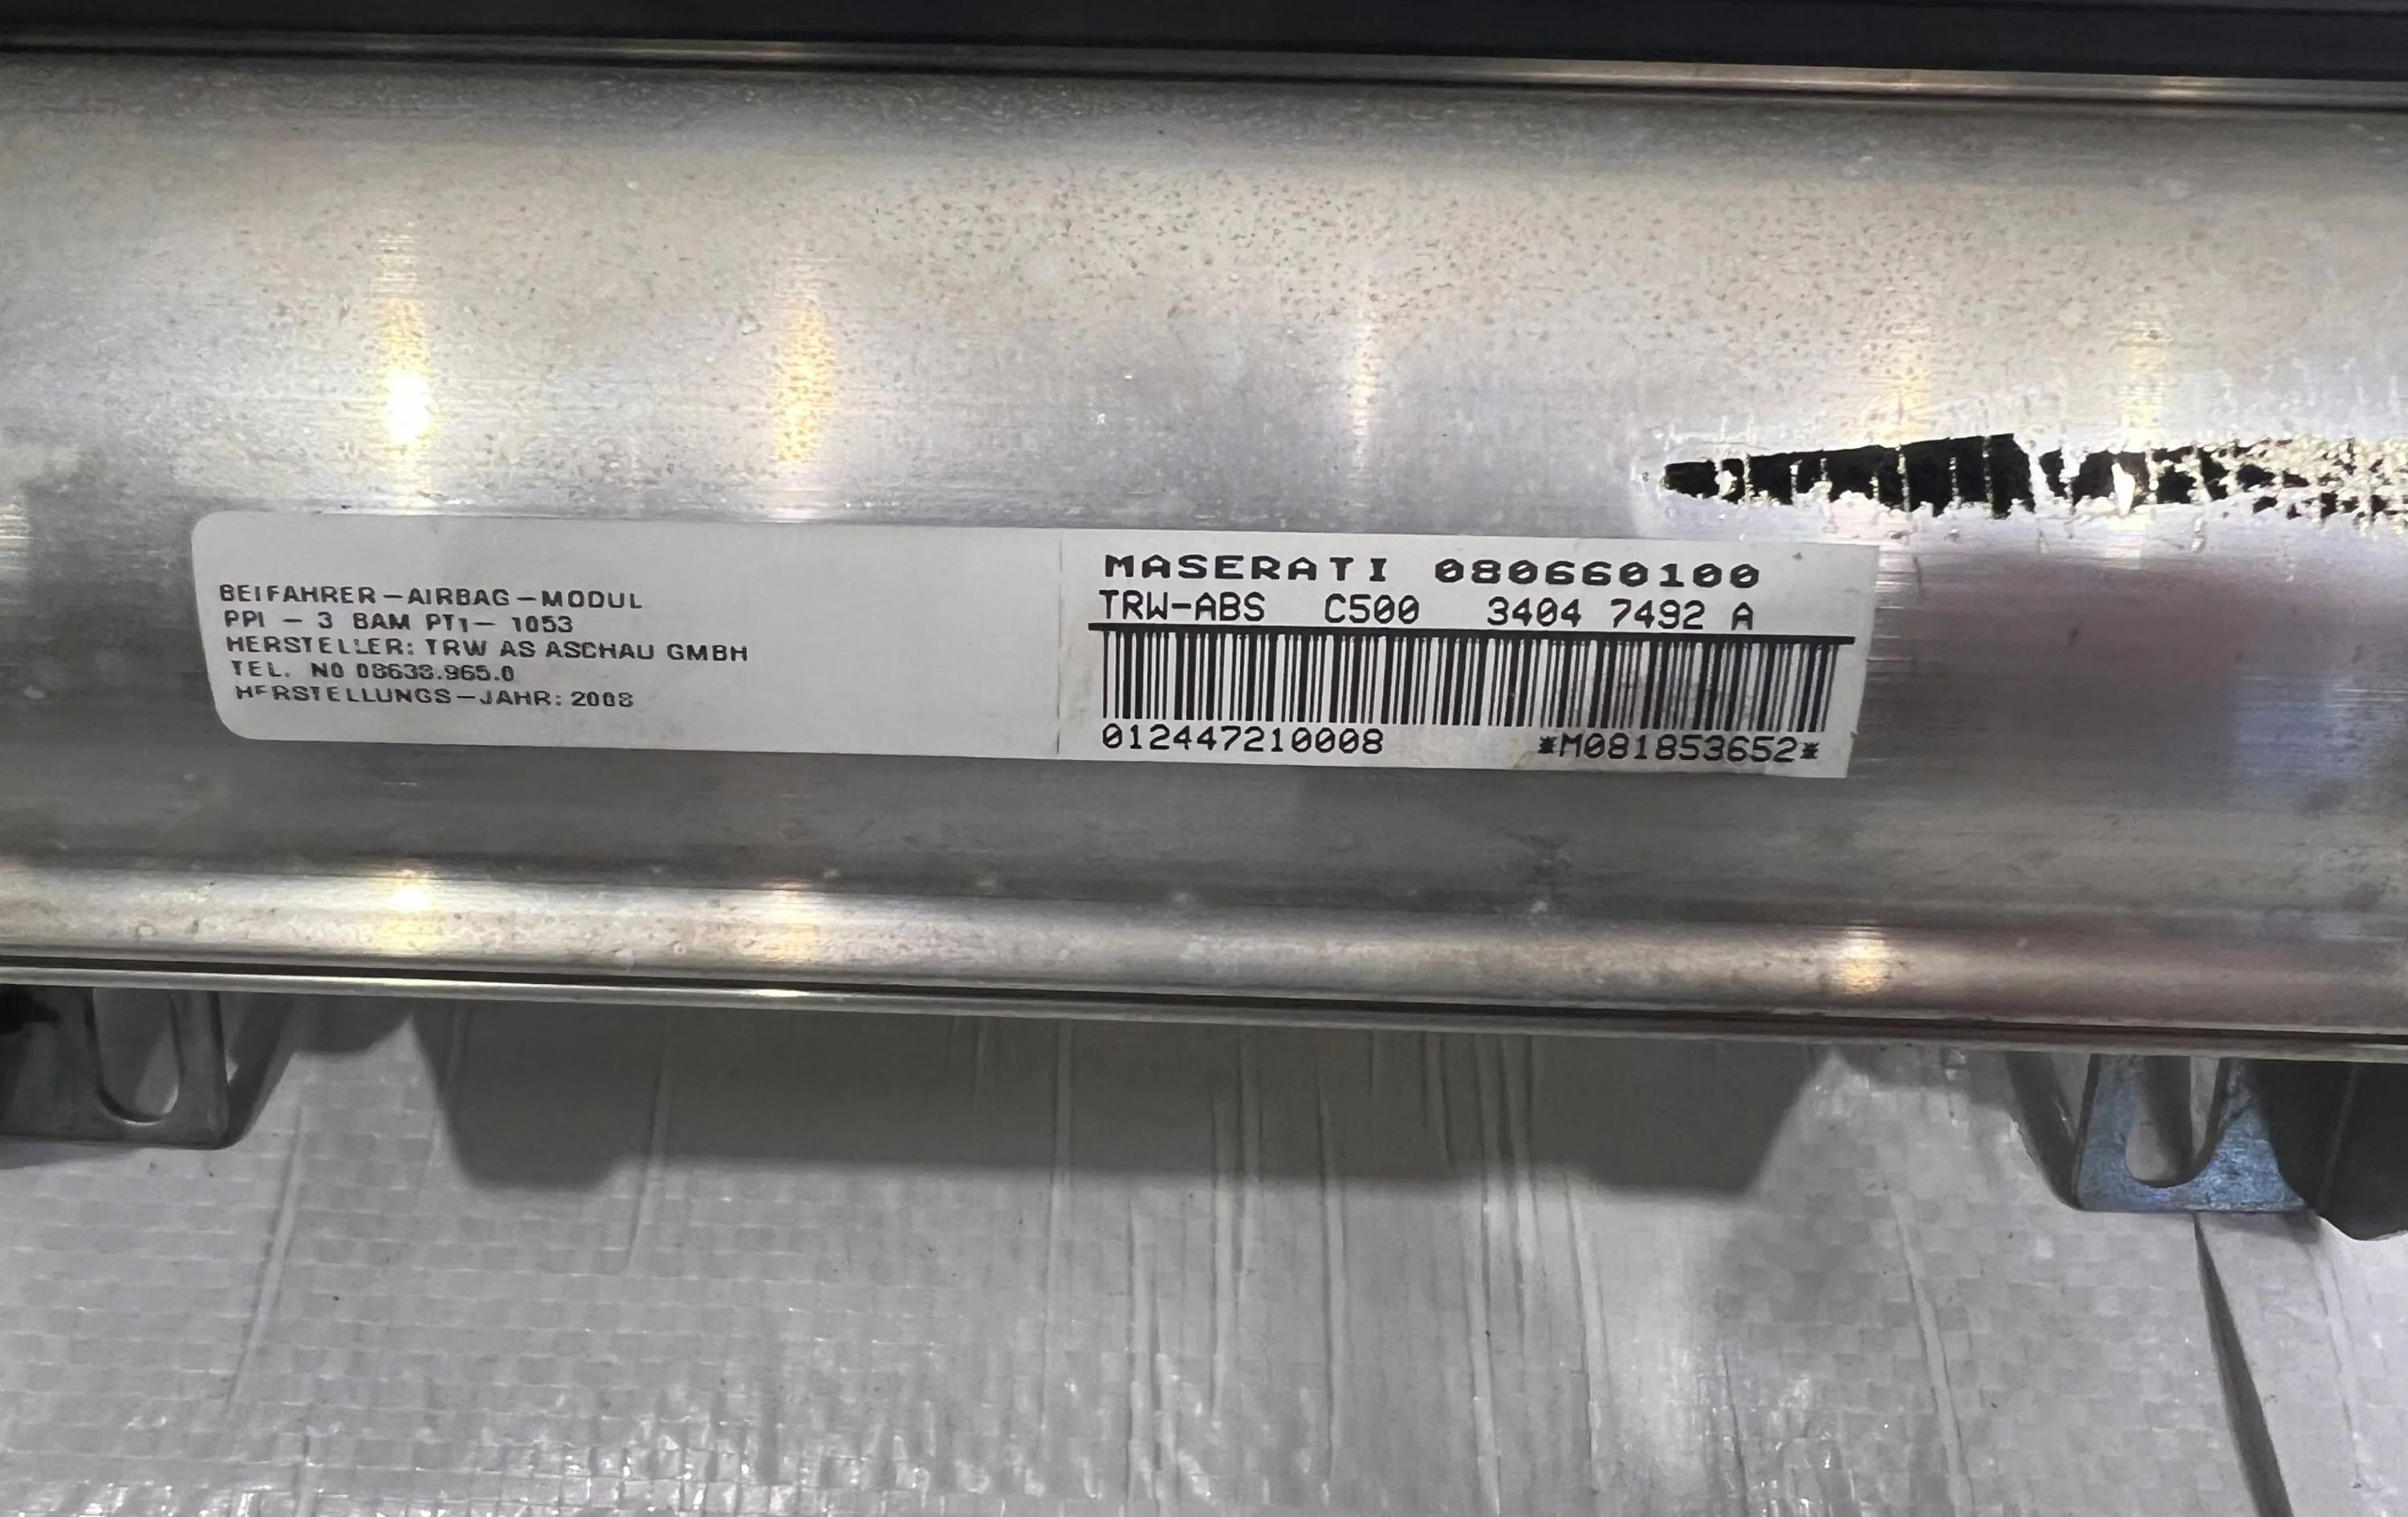 BEIFAHRER-AIRBAG-MODUL
PPI - 3 BAM PT1- 1053
HERSTELLER: TRW AS ASCHAU GMBH
TEL. NO 08638.965.0
HERSTELLUNGS-JAHR: 2008
MASERATI 080660100
TRW-ABS C500 3404 7492 A
012447210008 *M081853652*